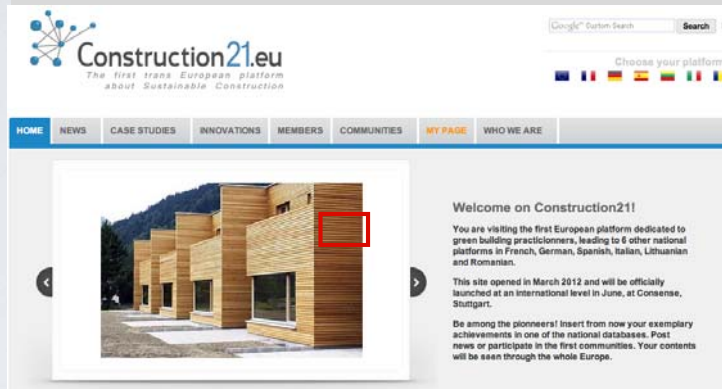 Construction21.eu
The first trans European platform
about Sustainable Construction
Google™ Custom Search
Search
Choose your platform
HOME NEWS CASE STUDIES INNOVATIONS MEMBERS COMMUNITIES MY PAGE WHO WE ARE
Welcome on Construction21!
You are visiting the first European platform dedicated to
green building practicionners, leading to 6 other national
platforms in French, German, Spanish, Italian, Lithuanian
and Romanian.
This site opened in March 2012 and will be officially
launched at an international level in June, at Consense,
Stuttgart.
Be among the pionneers! Insert from now your exemplary
achievements in one of the national databases. Post
news or participate in the first communities. Your contents
will be seen through the whole Europe.